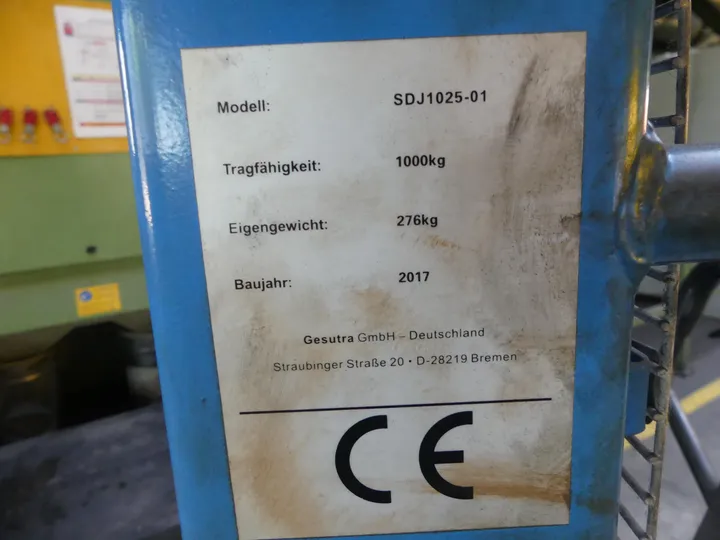 Modell: SDJ1025-01
Tragfähigkeit: 1000kg
Eigengewicht: 276kg
Baujahr: 2017
Gesutra GmbH – Deutschland
Straubinger Straße 20 • D-28219 Bremen
CE